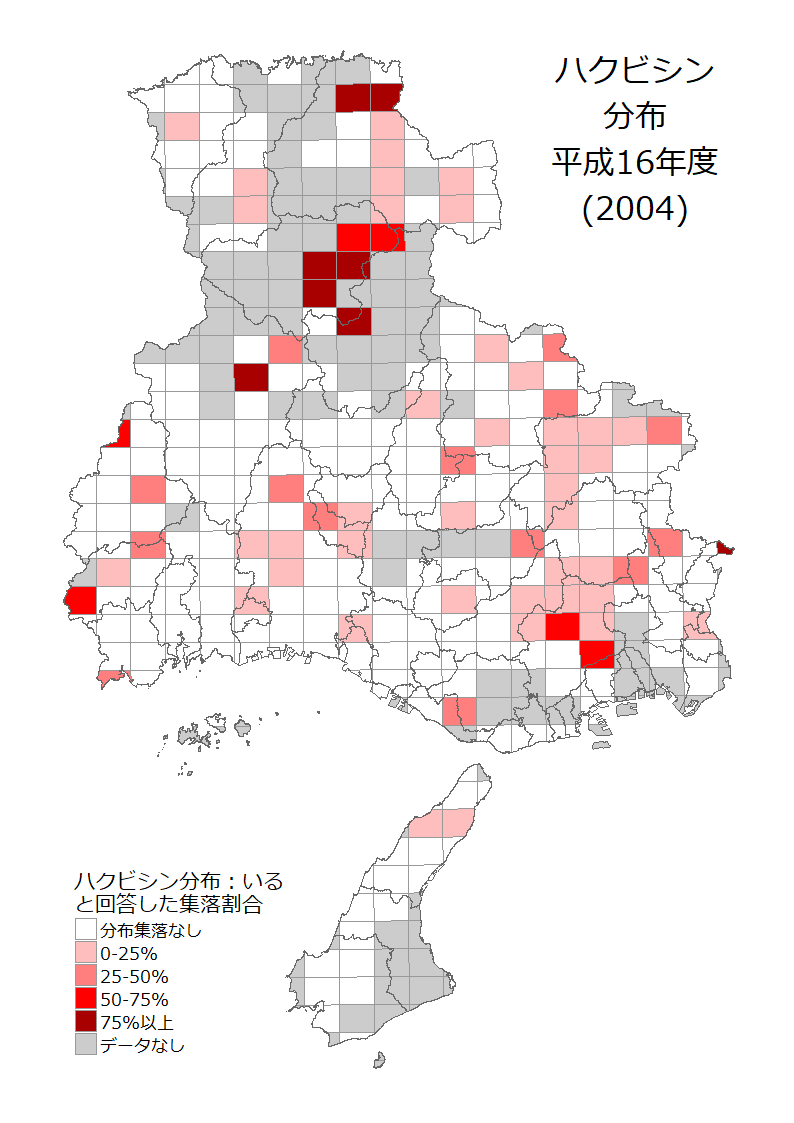 ハクビシン
分布
平成16年度
(2004)
ハクビシン分布：いる
と回答した集落割合
分布集落なし
0-25%
25-50%
50-75%
75%以上
データなし